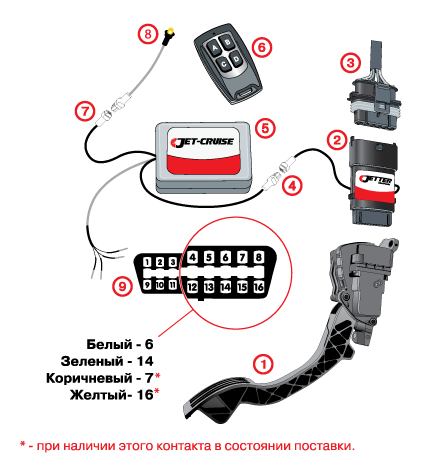 8
A B
C D
6
3
7
JET-CRUISE
5
2
4
JETTER
1 2 3 4 5 6 7 8
9 10 11 12 13 14 15 16
9
Белый - 6
Зеленый - 14
Коричневый - 7*
Желтый- 16*
1
* - при наличии этого контакта в состоянии поставки.